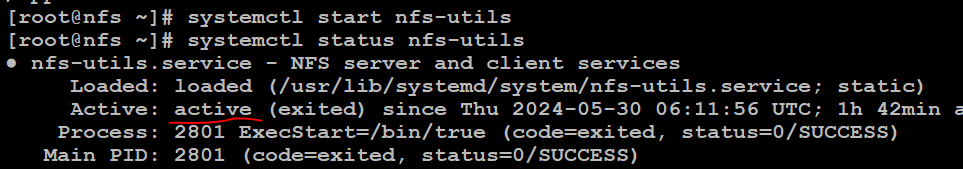 [root@nfs ~]# systemctl start nfs-utils
[root@nfs ~]# systemctl status nfs-utils
● nfs-utils.service - NFS server and client services
Loaded: loaded (/usr/lib/systemd/system/nfs-utils.service; static)
Active: active (exited) since Thu 2024-05-30 06:11:56 UTC; 1h 42min a
Process: 2801 ExecStart=/bin/true (code=exited, status=0/SUCCESS)
Main PID: 2801 (code=exited, status=0/SUCCESS)